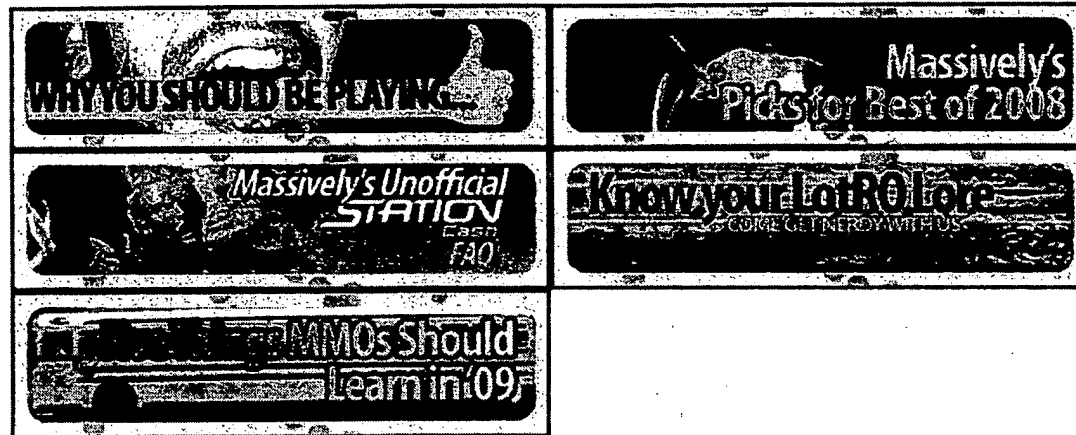 WHY YOU SHOULD BE PLAYING...
Massively's
Picks for Best of 2008
Massively's Unofficial
STATION
Cash
FAQ
Know your LotRO Lore
COME GET NERDY WITH US
MMOs Should
Learn in '09